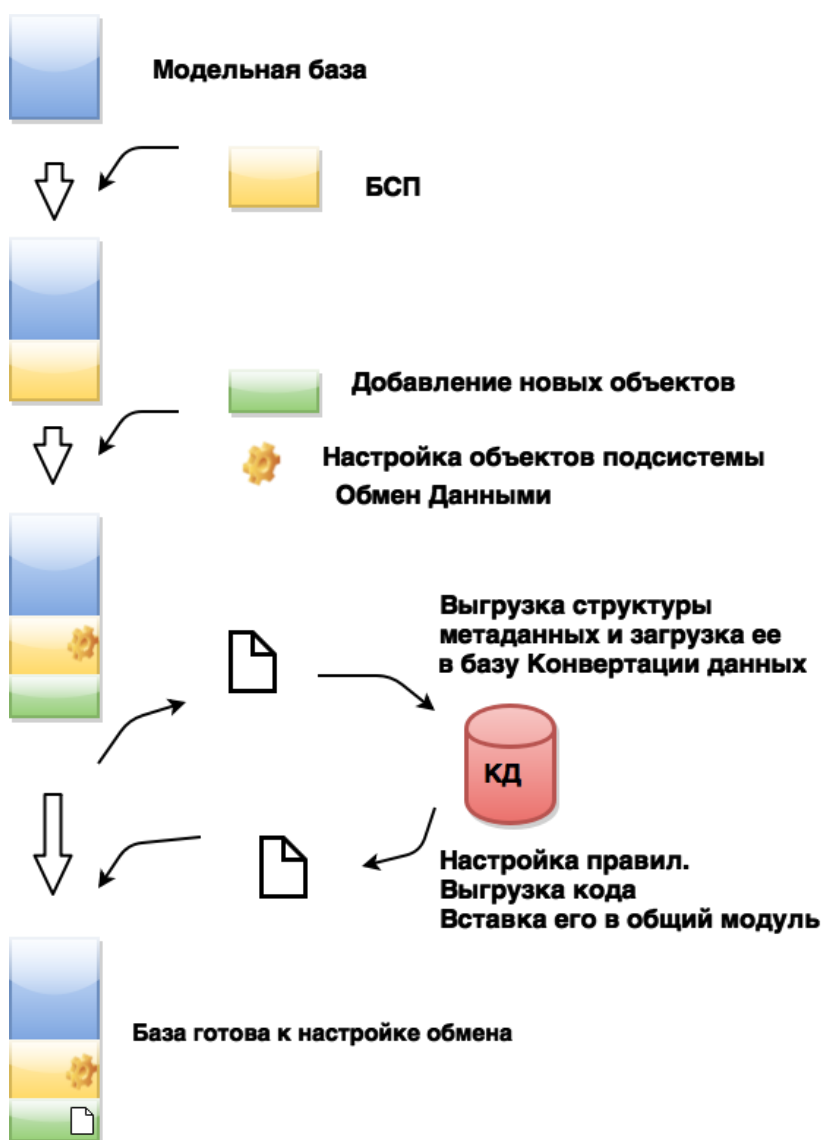 Модельная база
БСП
Добавление новых объектов
Настройка объектов подсистемы
Обмен Данными
Выгрузка структуры
метаданных и загрузка ее
в базу Конвертации данных
КД
Настройка правил.
Выгрузка кода
Вставка его в общий модуль
База готова к настройке обмена